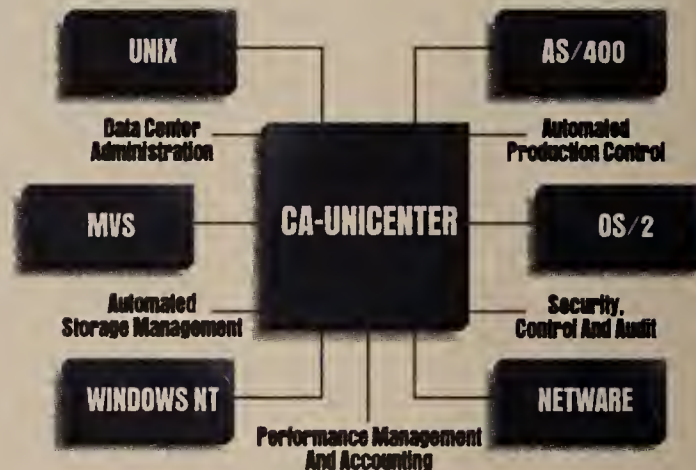 UNIX
AS/400
Data Center
Administration
Automated
Production Control
MVS
CA-UNICENTER
OS/2
Automated
Storage Management
Security,
Control And Audit
WINDOWS NT
NETWARE
Performance Management
And Accounting